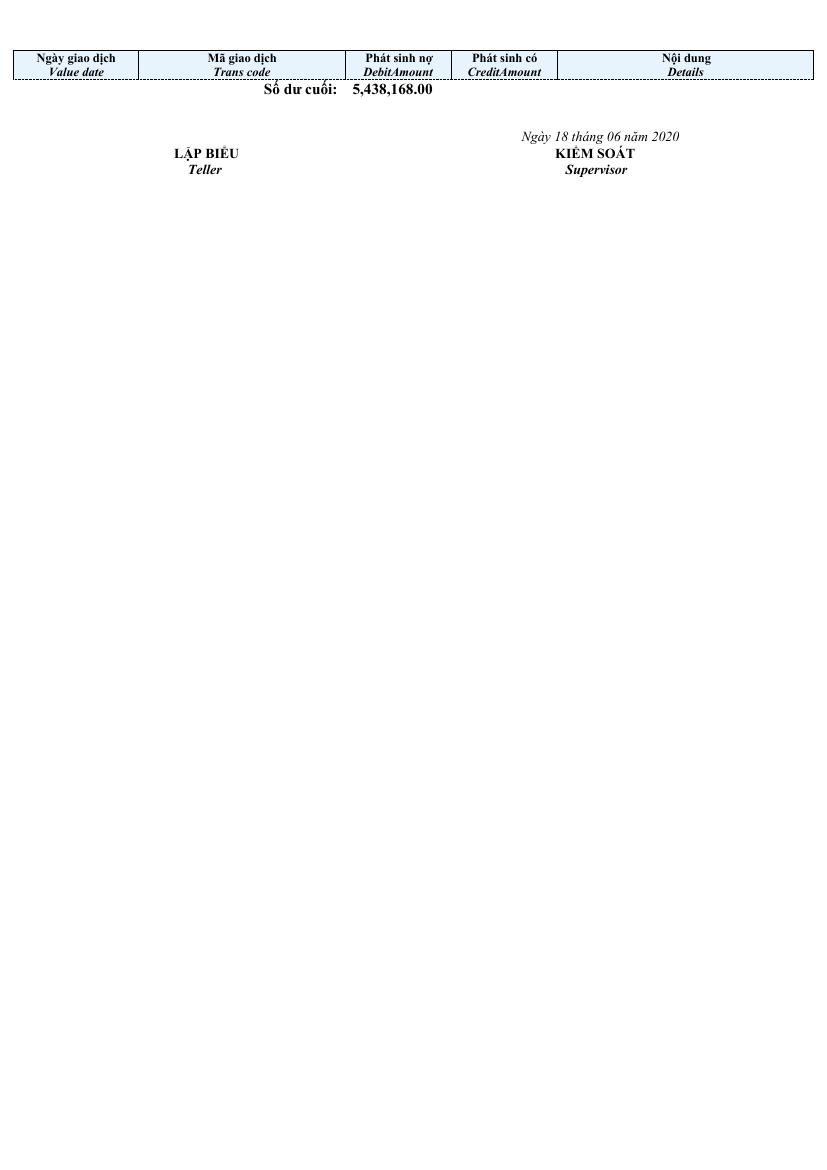 Ngày giao dịch Mã giao dịch Phát sinh nợ Phát sinh có Nội dung
Value date Trans code DebitAmount CreditAmount Details
Số dư cuối: 5,438,168.00
Ngày 18 tháng 06 năm 2020
LẬP BIỂU KIỂM SOÁT
Teller Supervisor